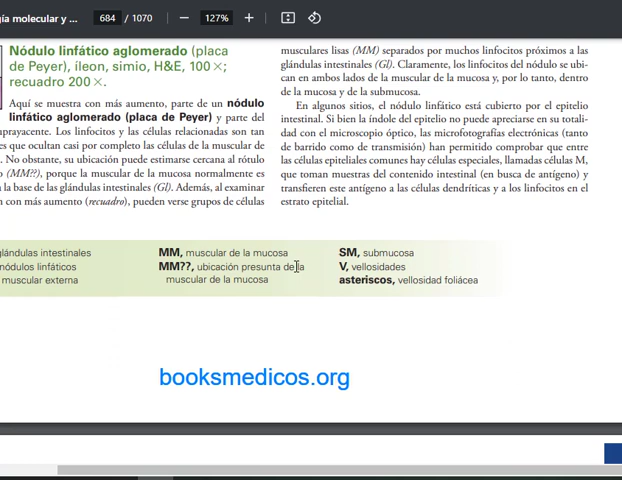 gía molecular y ...
684 / 1070
127%
Nódulo linfático aglomerado (placa
de Peyer), íleon, simio, H&E, 100×;
recuadro 200×.
Aquí se muestra con más aumento, parte de un nódulo
linfático aglomerado (placa de Peyer) y parte del
prayacente. Los linfocitos y las células relacionadas son tan
es que ocultan casi por completo las células de la muscular de
. No obstante, su ubicación puede estimarse cercana al rótulo
o (MM??), porque la muscular de la mucosa normalmente es
a la base de las glándulas intestinales (Gl). Además, al examinar
n con más aumento (recuadro), pueden verse grupos de células
musculares lisas (MM) separados por muchos linfocitos próximos a las
glándulas intestinales (Gl). Claramente, los linfocitos del nódulo se ubi-
can en ambos lados de la muscular de la mucosa y, por lo tanto, dentro
de la mucosa y de la submucosa.
En algunos sitios, el nódulo linfático está cubierto por el epitelio
intestinal. Si bien la índole del epitelio no puede apreciarse en su totali-
dad con el microscopio óptico, las microfotografías electrónicas (tanto
de barrido como de transmisión) han permitido comprobar que entre
las células epiteliales comunes hay células especiales, llamadas células M,
que toman muestras del contenido intestinal (en busca de antígeno) y
transfieren este antígeno a las células dendríticas y a los linfocitos en el
estrato epitelial.
glándulas intestinales
nódulos linfáticos
muscular externa
MM, muscular de la mucosa
MM??, ubicación presunta de la
muscular de la mucosa
SM, submucosa
V, vellosidades
asteriscos, vellosidad foliácea
booksmedicos.org